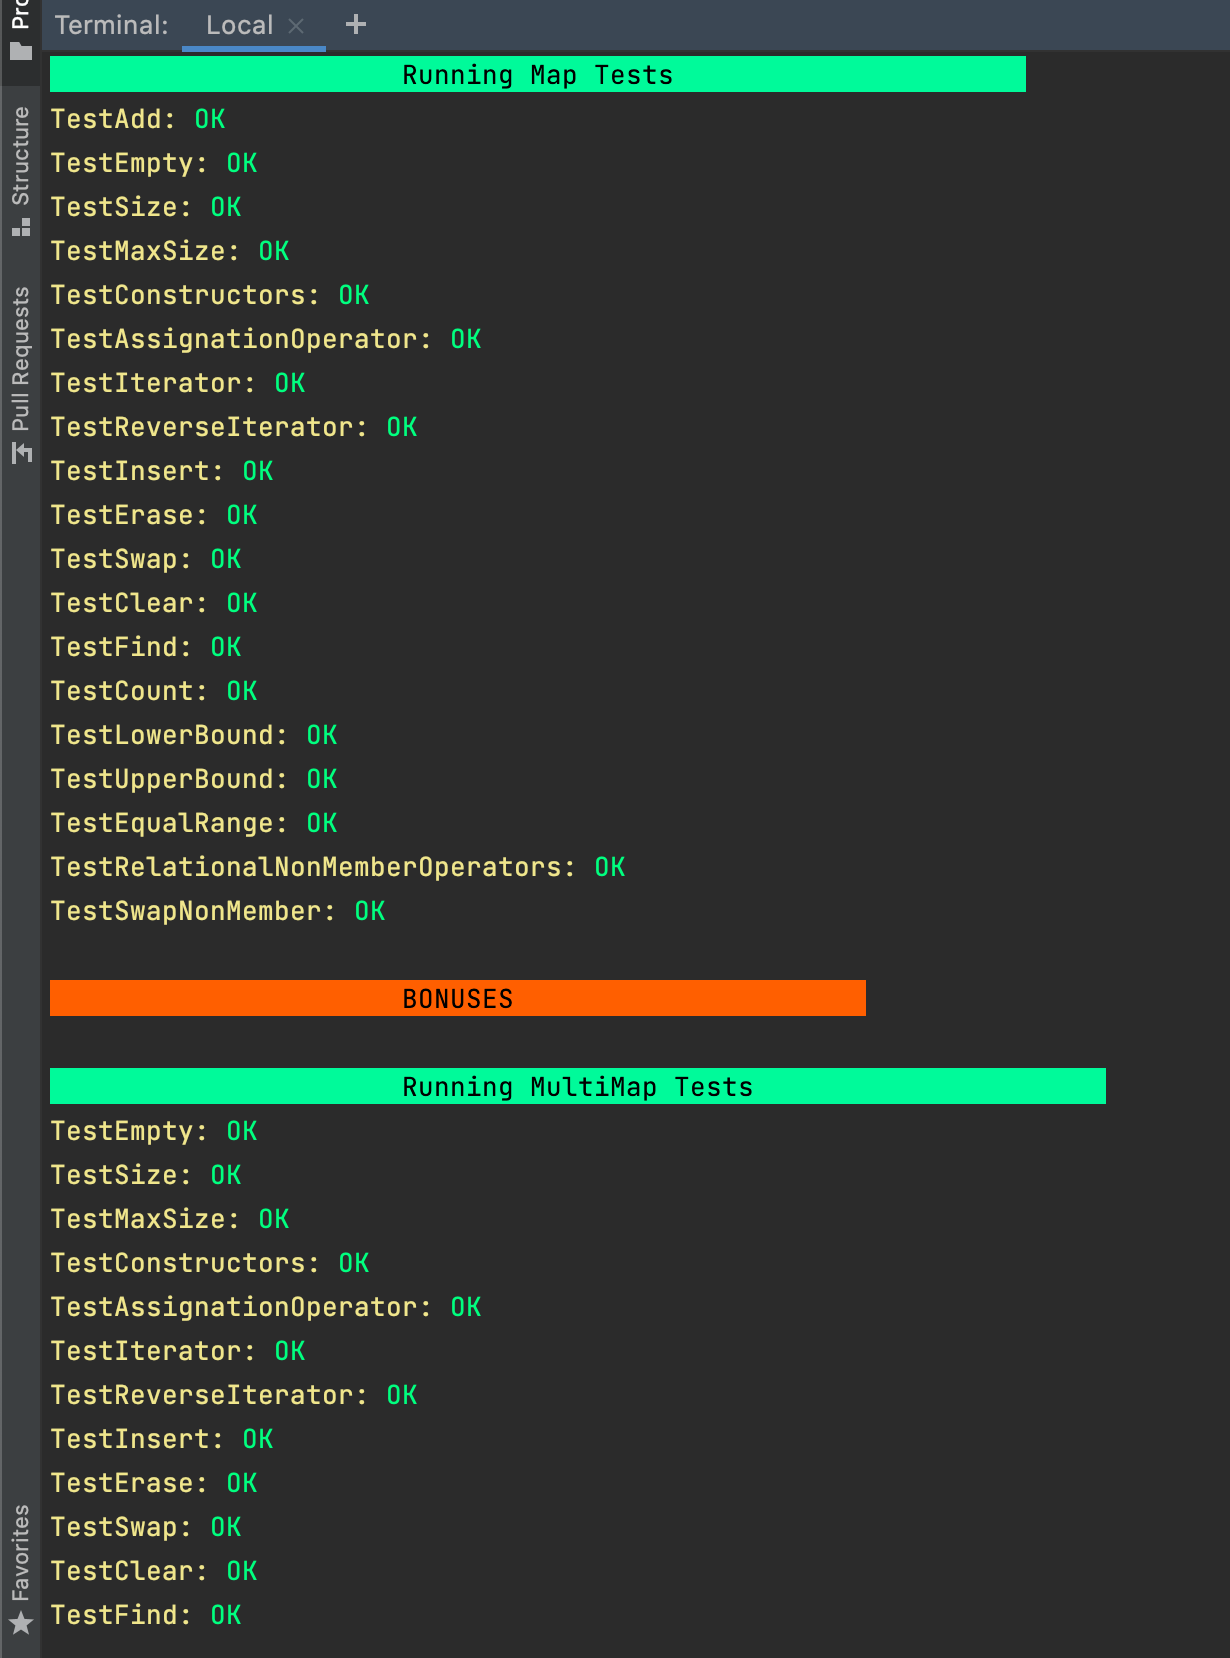 Terminal: Local
Pro
Structure
Pull Requests
Favorites
Running Map Tests
TestAdd: OK
TestEmpty: OK
TestSize: OK
TestMaxSize: OK
TestConstructors: OK
TestAssignationOperator: OK
TestIterator: OK
TestReverseIterator: OK
TestInsert: OK
TestErase: OK
TestSwap: OK
TestClear: OK
TestFind: OK
TestCount: OK
TestLowerBound: OK
TestUpperBound: OK
TestEqualRange: OK
TestRelationalNonMemberOperators: OK
TestSwapNonMember: OK
BONUSES
Running MultiMap Tests
TestEmpty: OK
TestSize: OK
TestMaxSize: OK
TestConstructors: OK
TestAssignationOperator: OK
TestIterator: OK
TestReverseIterator: OK
TestInsert: OK
TestErase: OK
TestSwap: OK
TestClear: OK
TestFind: OK